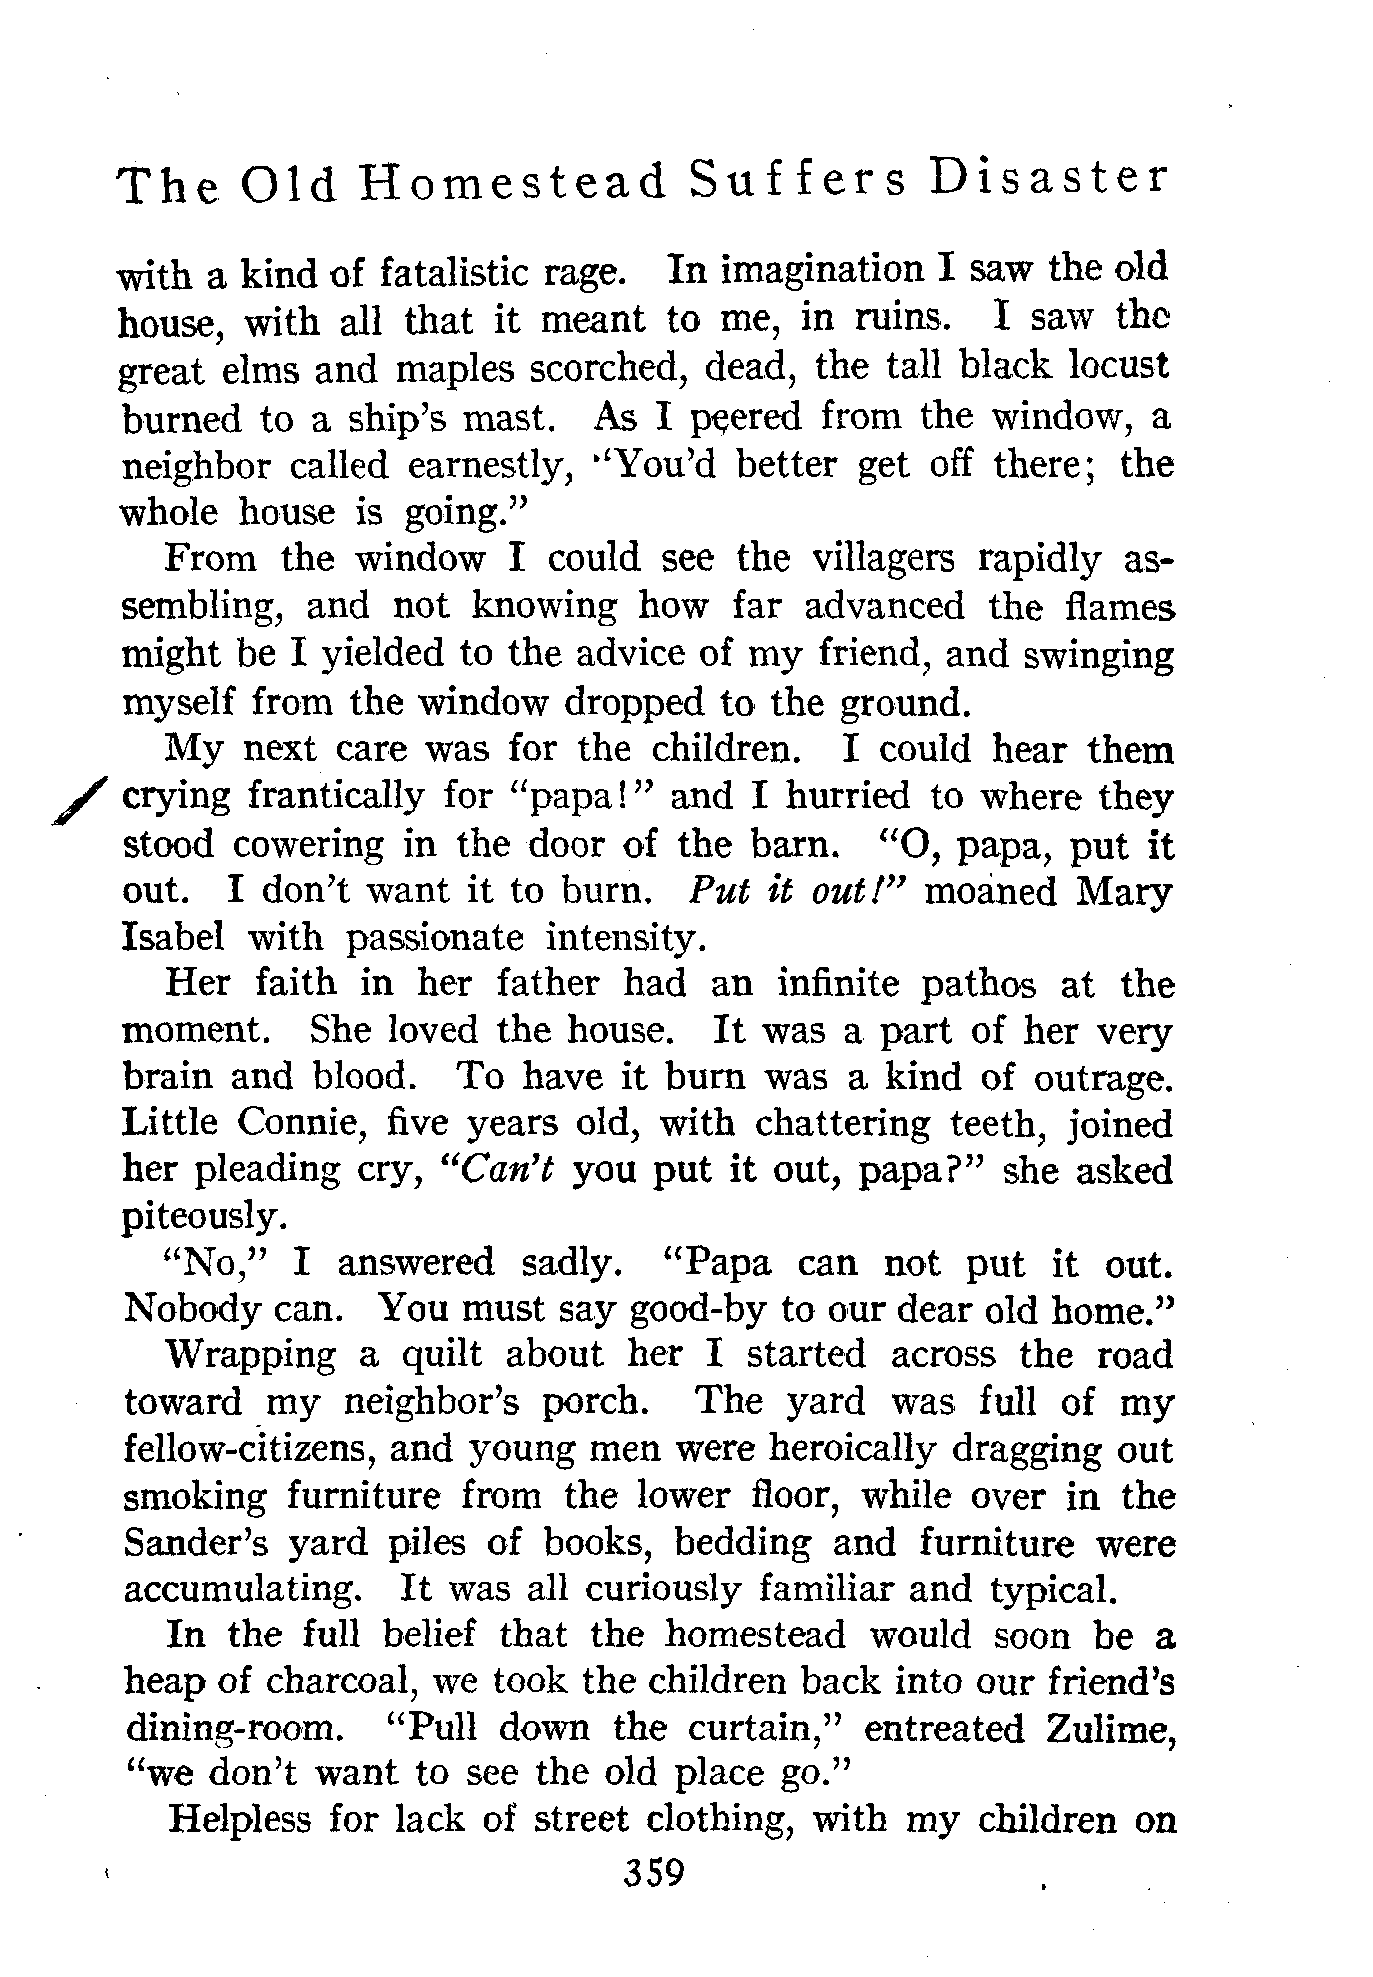 The Old Homestead Suffers Disaster
with a kind of fatalistic rage. In imagination I saw the old
house, with all that it meant to me, in ruins. I saw the
great elms and maples scorched, dead, the tall black locust
burned to a ship's mast. As I peered from the window, a
neighbor called earnestly, "You'd better get off there; the
whole house is going."
From the window I could see the villagers rapidly as-
sembling, and not knowing how far advanced the flames
might be I yielded to the advice of my friend, and swinging
myself from the window dropped to the ground.
My next care was for the children. I could hear them
crying frantically for "papa!" and I hurried to where they
stood cowering in the door of the barn. "O, papa, put it
out. I don't want it to burn. Put it out!" moaned Mary
Isabel with passionate intensity.
Her faith in her father had an infinite pathos at the
moment. She loved the house. It was a part of her very
brain and blood. To have it burn was a kind of outrage.
Little Connie, five years old, with chattering teeth, joined
her pleading cry, "Can't you put it out, papa?" she asked
piteously.
"No," I answered sadly. "Papa can not put it out.
Nobody can. You must say good-by to our dear old home."
Wrapping a quilt about her I started across the road
toward my neighbor's porch. The yard was full of my
fellow-citizens, and young men were heroically dragging out
smoking furniture from the lower floor, while over in the
Sander's yard piles of books, bedding and furniture were
accumulating. It was all curiously familiar and typical.
In the full belief that the homestead would soon be a
heap of charcoal, we took the children back into our friend's
dining-room. "Pull down the curtain," entreated Zulime,
"we don't want to see the old place go."
Helpless for lack of street clothing, with my children on
359